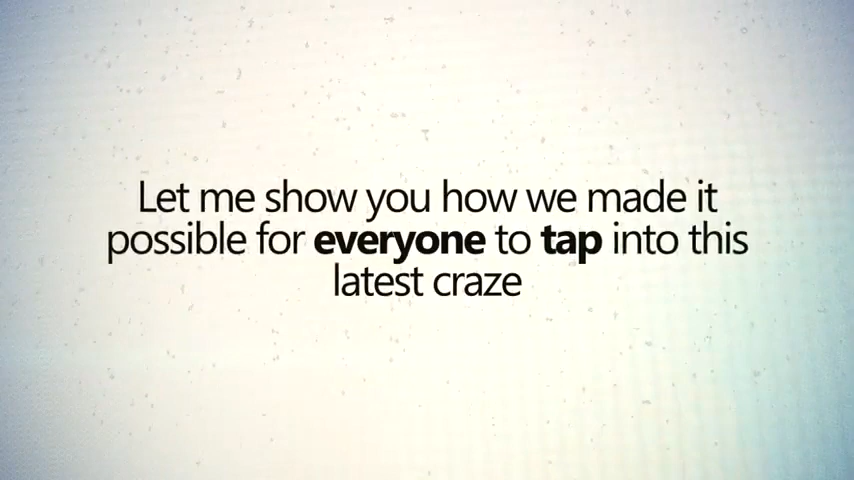 Let me show you how we made it
possible for everyone to tap into this
latest craze